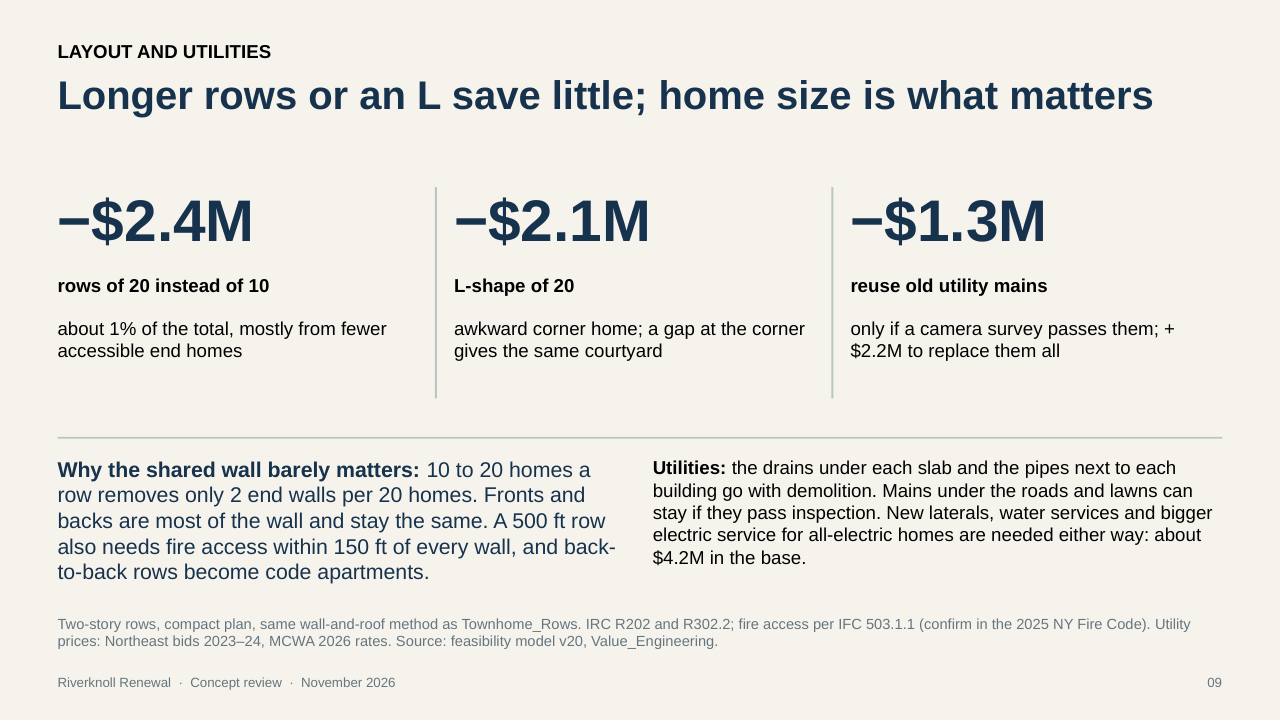 LAYOUT AND UTILITIES
Longer rows or an L save little; home size is what matters
−$2.4M
rows of 20 instead of 10
about 1% of the total, mostly from fewer
accessible end homes
−$2.1M
L-shape of 20
awkward corner home; a gap at the corner
gives the same courtyard
−$1.3M
reuse old utility mains
only if a camera survey passes them; +
$2.2M to replace them all
Why the shared wall barely matters: 10 to 20 homes a
row removes only 2 end walls per 20 homes. Fronts and
backs are most of the wall and stay the same. A 500 ft row
also needs fire access within 150 ft of every wall, and back-
to-back rows become code apartments.
Utilities: the drains under each slab and the pipes next to each
building go with demolition. Mains under the roads and lawns can
stay if they pass inspection. New laterals, water services and bigger
electric service for all-electric homes are needed either way: about
$4.2M in the base.
Two-story rows, compact plan, same wall-and-roof method as Townhome_Rows. IRC R202 and R302.2; fire access per IFC 503.1.1 (confirm in the 2025 NY Fire Code). Utility
prices: Northeast bids 2023–24, MCWA 2026 rates. Source: feasibility model v20, Value_Engineering.
Riverknoll Renewal · Concept review · November 2026
09